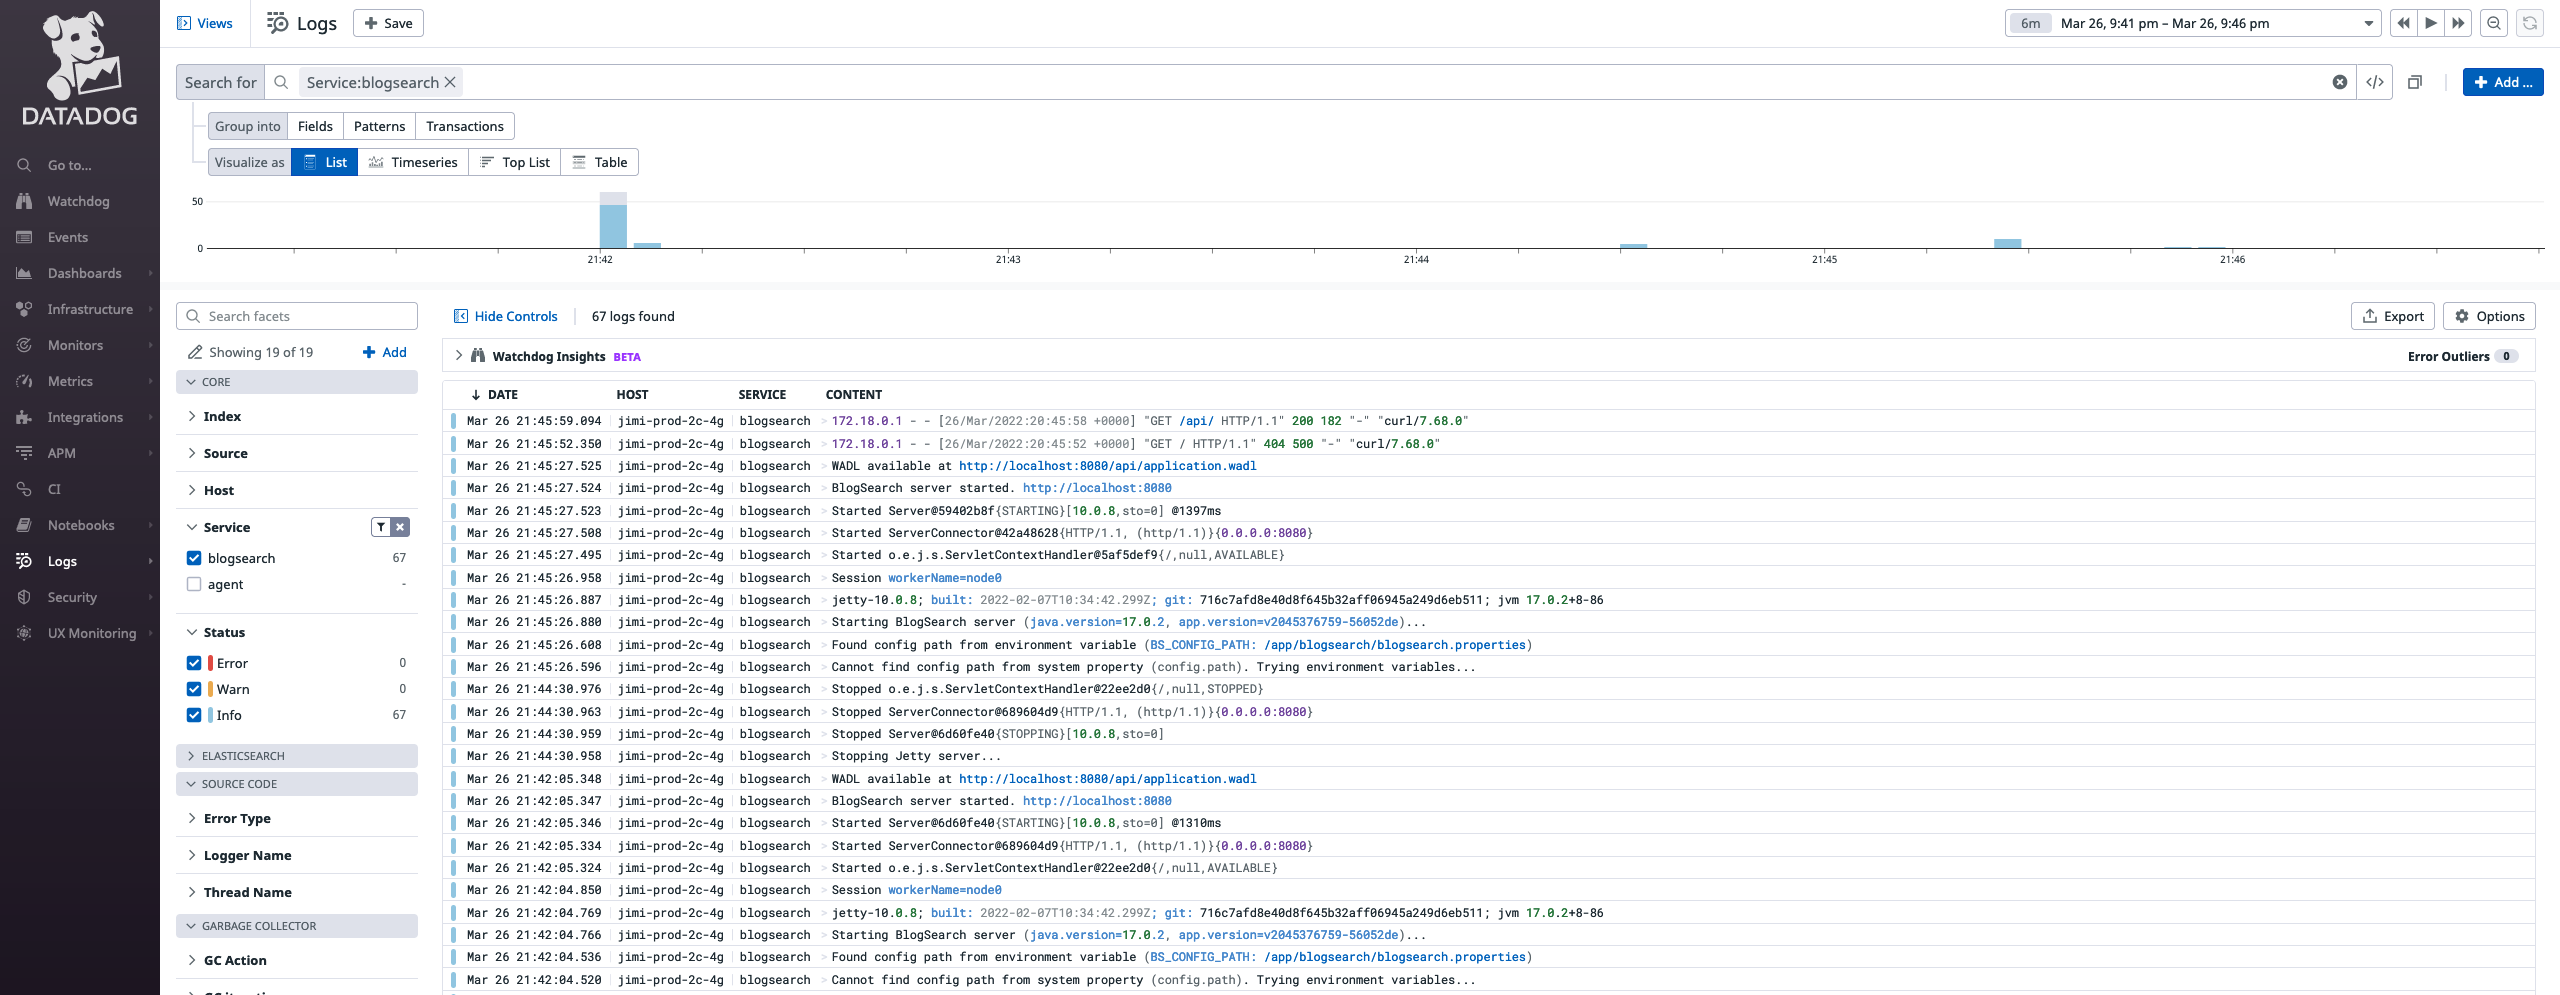 DATADOG
Go to...
Watchdog
Events
Dashboards
Infrastructure
Monitors
Metrics
Integrations
APM
CI
Notebooks
Logs
Security
UX Monitoring
Views
Logs
Save
6m Mar 26, 9:41 pm – Mar 26, 9:46 pm
Search for Service:blogsearch
</>
Add ...
Group into Fields Patterns Transactions
Visualize as List Timeseries Top List Table
50
0
21:42 21:43 21:44 21:45 21:46
Search facets
Showing 19 of 19 Add
CORE
Index
Source
Host
Service
blogsearch 67
agent -
Status
Error 0
Warn 0
Info 67
ELASTICSEARCH
SOURCE CODE
Error Type
Logger Name
Thread Name
GARBAGE COLLECTOR
GC Action
Hide Controls 67 logs found Export Options
Watchdog Insights BETA Error Outliers 0
DATE HOST SERVICE CONTENT
Mar 26 21:45:59.094 jimi-prod-2c-4g blogsearch 172.18.0.1 - - [26/Mar/2022:20:45:58 +0000] "GET /api/ HTTP/1.1" 200 182 "-" "curl/7.68.0"
Mar 26 21:45:52.350 jimi-prod-2c-4g blogsearch 172.18.0.1 - - [26/Mar/2022:20:45:52 +0000] "GET / HTTP/1.1" 404 500 "-" "curl/7.68.0"
Mar 26 21:45:27.525 jimi-prod-2c-4g blogsearch WADL available at http://localhost:8080/api/application.wadl
Mar 26 21:45:27.524 jimi-prod-2c-4g blogsearch BlogSearch server started. http://localhost:8080
Mar 26 21:45:27.523 jimi-prod-2c-4g blogsearch Started Server@59402b8f{STARTING}[10.0.8,sto=0] @1397ms
Mar 26 21:45:27.508 jimi-prod-2c-4g blogsearch Started ServerConnector@42a48628{HTTP/1.1, (http/1.1)}{0.0.0.0:8080}
Mar 26 21:45:27.495 jimi-prod-2c-4g blogsearch Started o.e.j.s.ServletContextHandler@5af5def9{/,null,AVAILABLE}
Mar 26 21:45:26.958 jimi-prod-2c-4g blogsearch Session workerName=node0
Mar 26 21:45:26.887 jimi-prod-2c-4g blogsearch jetty-10.0.8; built: 2022-02-07T10:34:42.299Z; git: 716c7afd8e40d8f645b32aff06945a249d6eb511; jvm 17.0.2+8-86
Mar 26 21:45:26.880 jimi-prod-2c-4g blogsearch Starting BlogSearch server (java.version=17.0.2, app.version=v2045376759-56052de)...
Mar 26 21:45:26.608 jimi-prod-2c-4g blogsearch Found config path from environment variable (BS_CONFIG_PATH: /app/blogsearch/blogsearch.properties)
Mar 26 21:45:26.596 jimi-prod-2c-4g blogsearch Cannot find config path from system property (config.path). Trying environment variables...
Mar 26 21:44:30.976 jimi-prod-2c-4g blogsearch Stopped o.e.j.s.ServletContextHandler@22ee2d0{/,null,STOPPED}
Mar 26 21:44:30.963 jimi-prod-2c-4g blogsearch Stopped ServerConnector@689604d9{HTTP/1.1, (http/1.1)}{0.0.0.0:8080}
Mar 26 21:44:30.959 jimi-prod-2c-4g blogsearch Stopped Server@6d60fe40{STOPPING}[10.0.8,sto=0]
Mar 26 21:44:30.958 jimi-prod-2c-4g blogsearch Stopping Jetty server...
Mar 26 21:42:05.348 jimi-prod-2c-4g blogsearch WADL available at http://localhost:8080/api/application.wadl
Mar 26 21:42:05.347 jimi-prod-2c-4g blogsearch BlogSearch server started. http://localhost:8080
Mar 26 21:42:05.346 jimi-prod-2c-4g blogsearch Started Server@6d60fe40{STARTING}[10.0.8,sto=0] @1310ms
Mar 26 21:42:05.334 jimi-prod-2c-4g blogsearch Started ServerConnector@689604d9{HTTP/1.1, (http/1.1)}{0.0.0.0:8080}
Mar 26 21:42:05.324 jimi-prod-2c-4g blogsearch Started o.e.j.s.ServletContextHandler@22ee2d0{/,null,AVAILABLE}
Mar 26 21:42:04.850 jimi-prod-2c-4g blogsearch Session workerName=node0
Mar 26 21:42:04.769 jimi-prod-2c-4g blogsearch jetty-10.0.8; built: 2022-02-07T10:34:42.299Z; git: 716c7afd8e40d8f645b32aff06945a249d6eb511; jvm 17.0.2+8-86
Mar 26 21:42:04.766 jimi-prod-2c-4g blogsearch Starting BlogSearch server (java.version=17.0.2, app.version=v2045376759-56052de)...
Mar 26 21:42:04.536 jimi-prod-2c-4g blogsearch Found config path from environment variable (BS_CONFIG_PATH: /app/blogsearch/blogsearch.properties)
Mar 26 21:42:04.520 jimi-prod-2c-4g blogsearch Cannot find config path from system property (config.path). Trying environment variables...